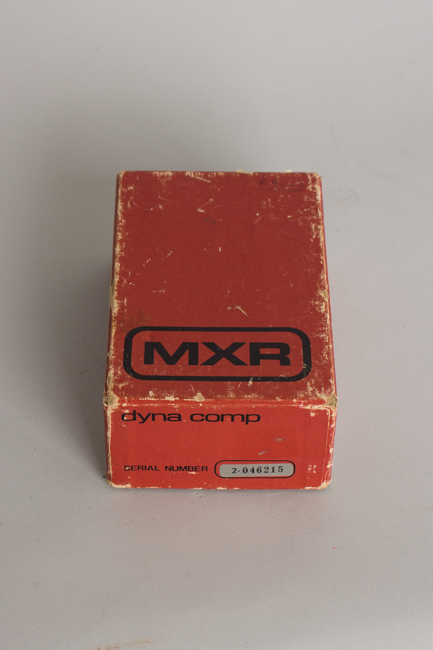 MXR
dyna comp
SERIAL NUMBER 2-046215